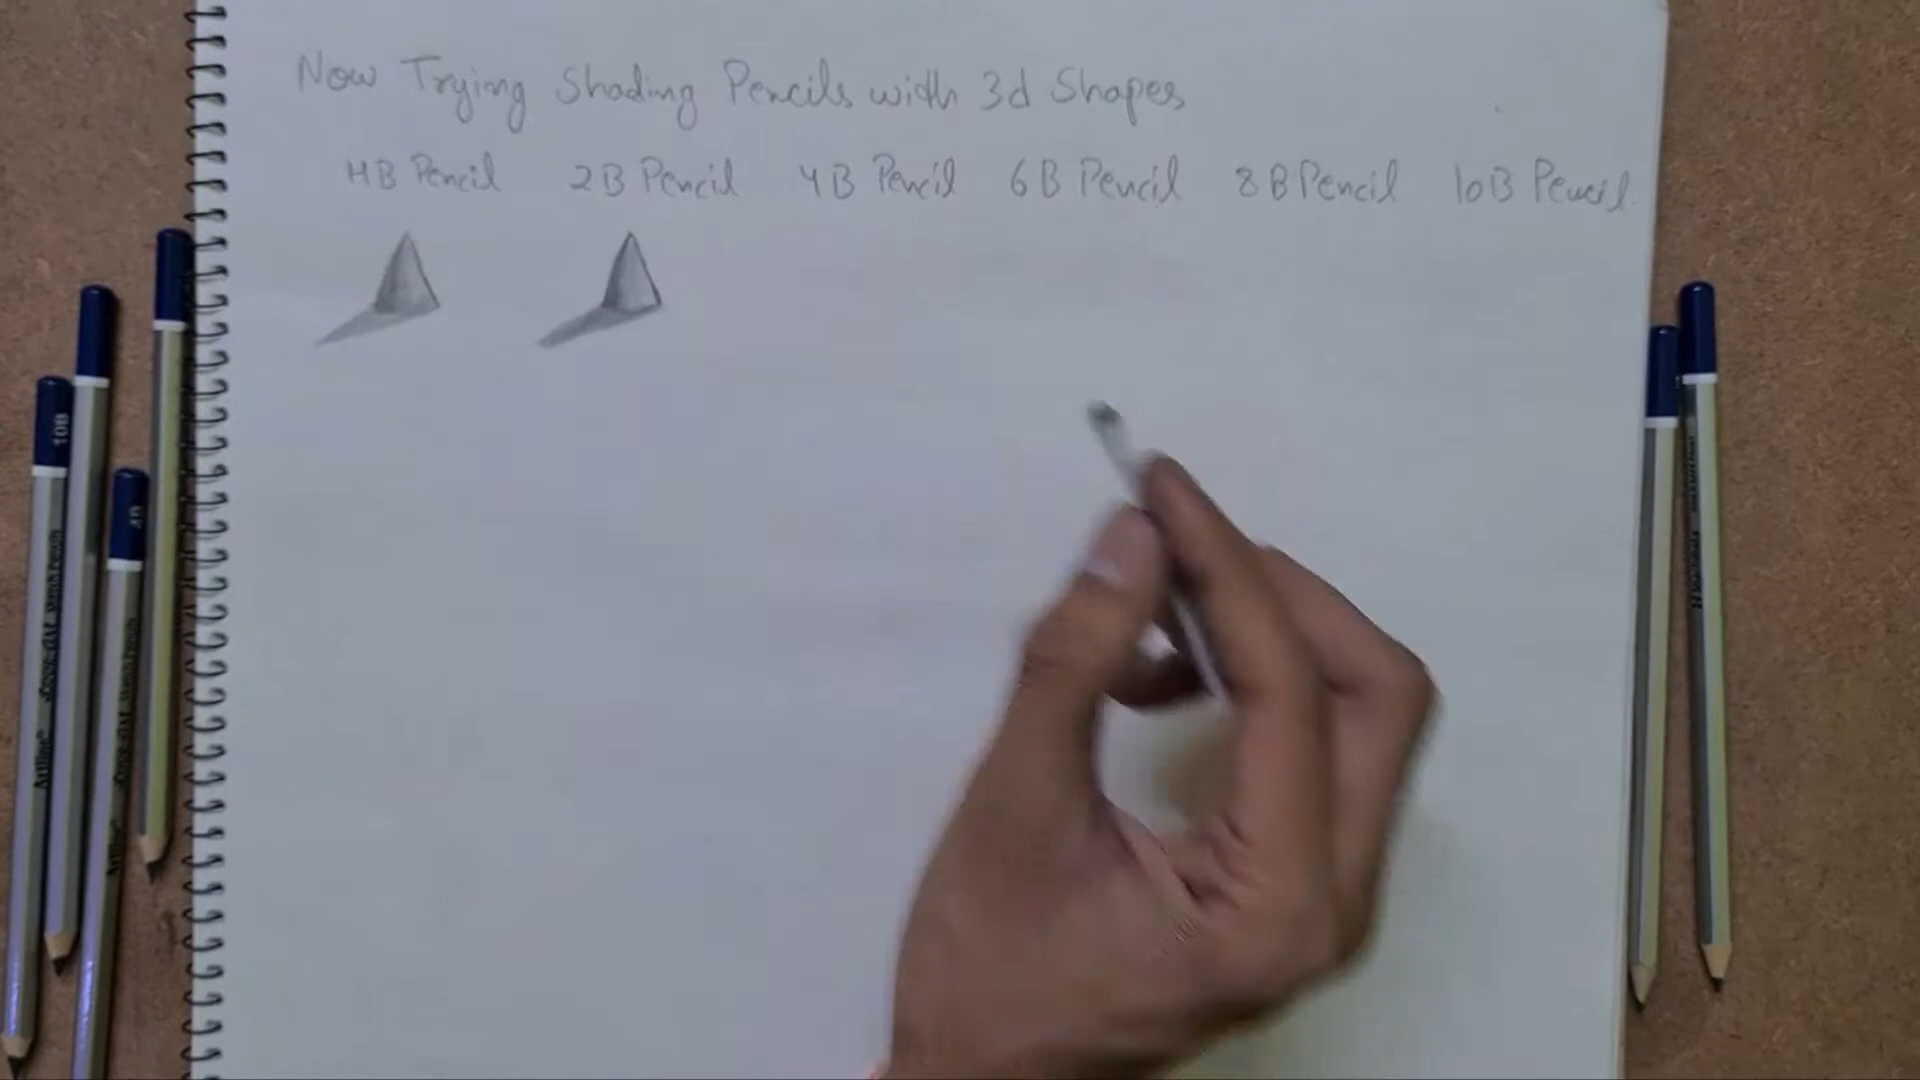 Now Trying Shading Pencils with 3d Shapes
HB Pencil 2B Pencil 4B Pencil 6B Pencil 8B Pencil 10B Pencil
10B